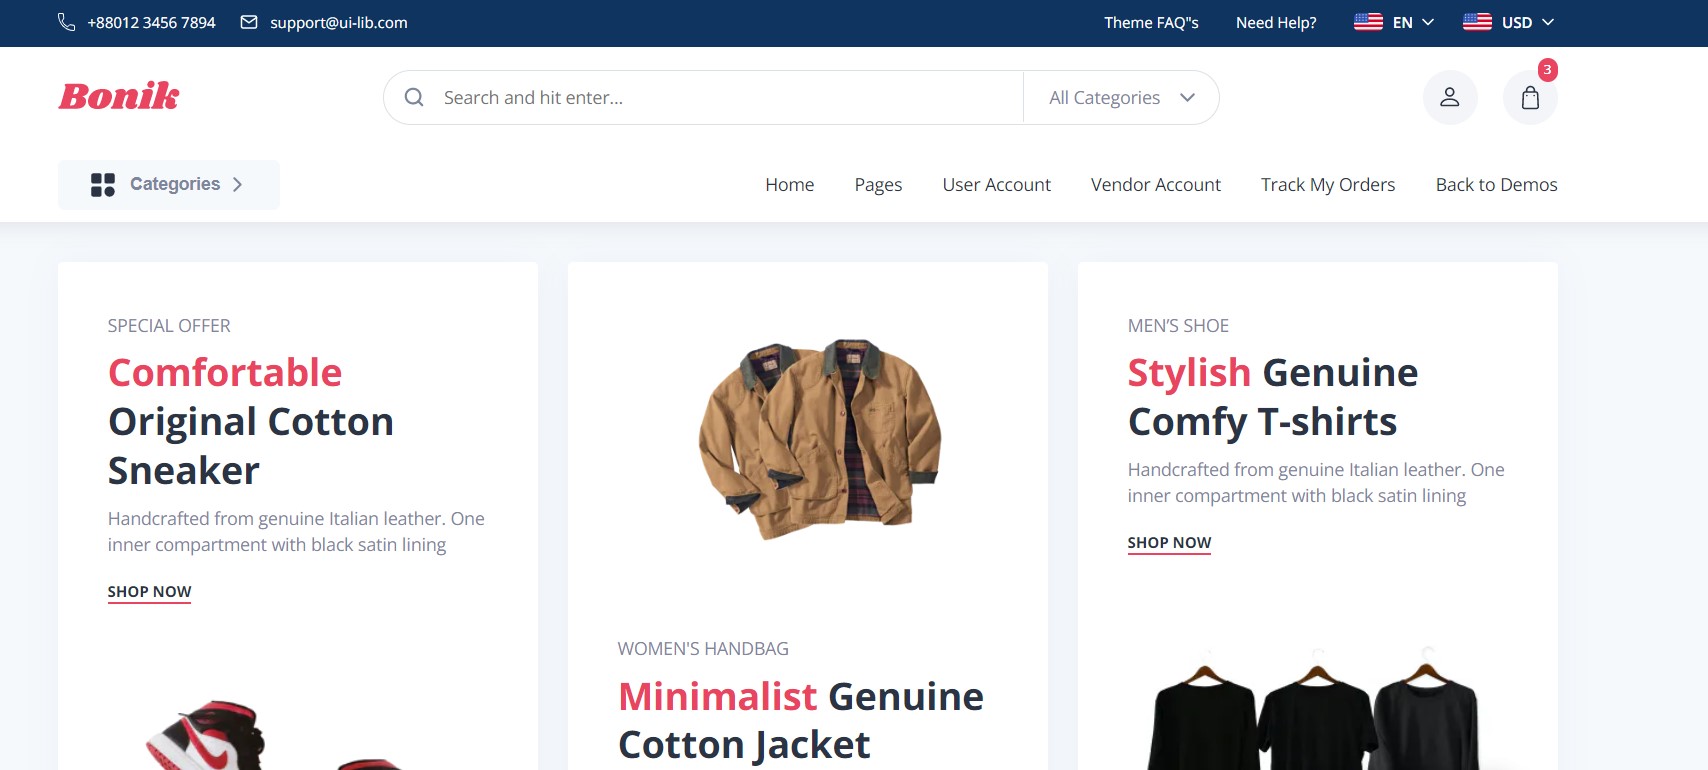 +88012 3456 7894
support@ui-lib.com
Theme FAQ"s
Need Help?
EN
USD
Bonik
Search and hit enter...
All Categories
3
Categories
Home
Pages
User Account
Vendor Account
Track My Orders
Back to Demos
SPECIAL OFFER
Comfortable
Original Cotton
Sneaker
Handcrafted from genuine Italian leather. One
inner compartment with black satin lining
SHOP NOW
WOMEN'S HANDBAG
Minimalist Genuine
Cotton Jacket
MEN’S SHOE
Stylish Genuine
Comfy T-shirts
Handcrafted from genuine Italian leather. One
inner compartment with black satin lining
SHOP NOW